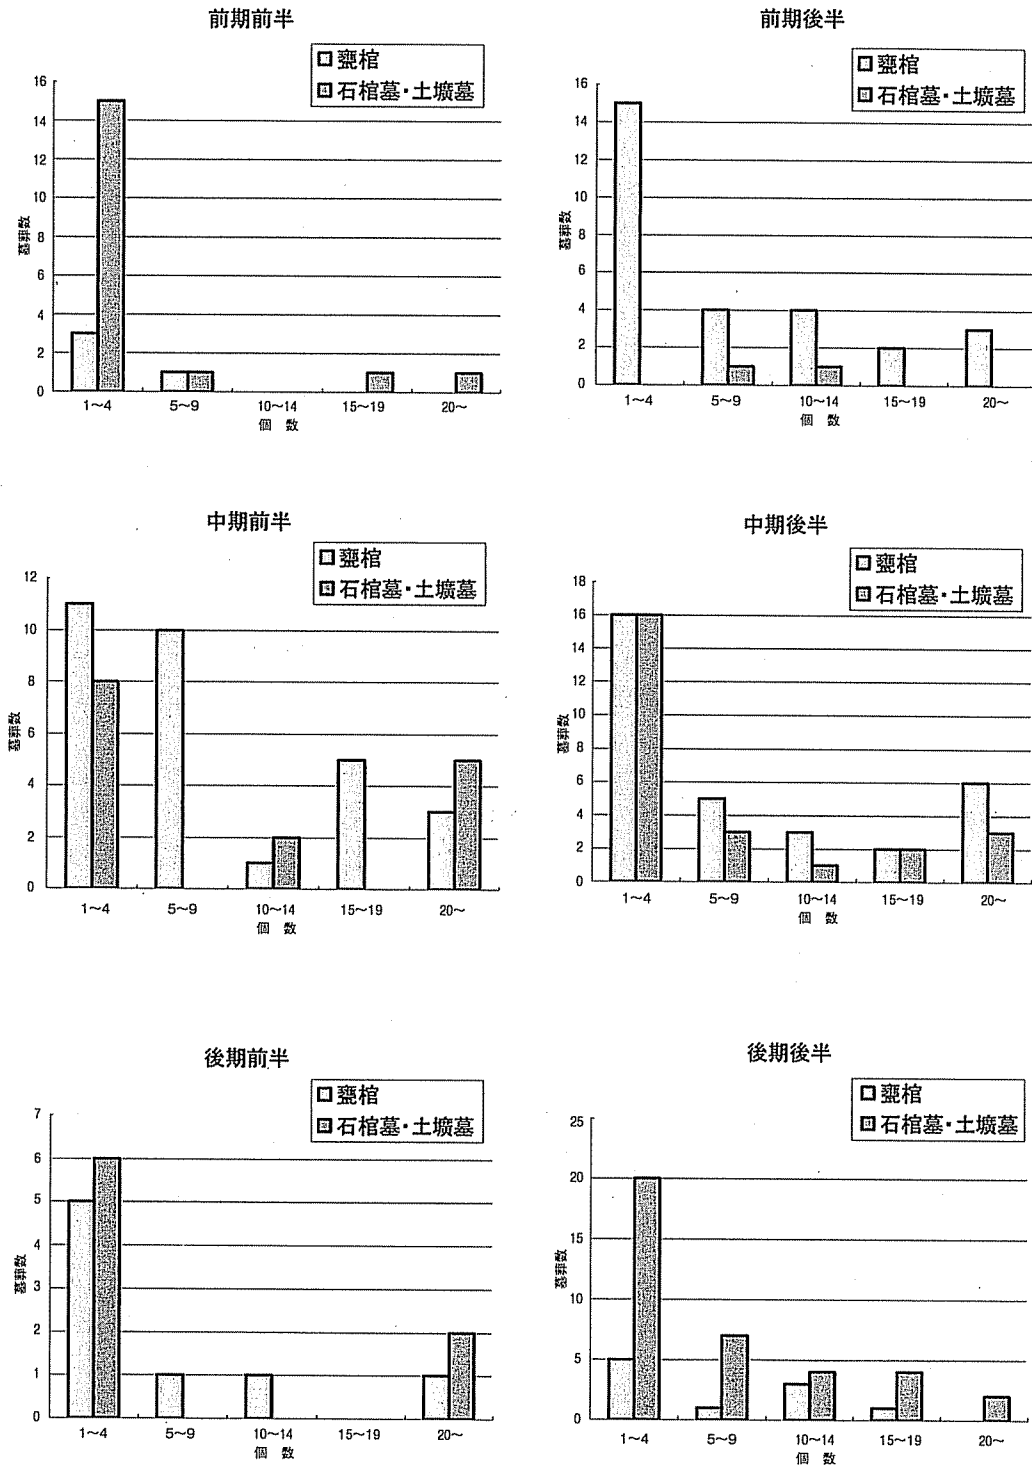 前期前半
甕棺
石棺墓・土壙墓
16
14
12
10
8
6
4
2
0
墓葬数
1～4 5～9 10～14 15～19 20～
個 数
前期後半
甕棺
石棺墓・土壙墓
16
14
12
10
8
6
4
2
0
墓葬数
1～4 5～9 10～14 15～19 20～
個 数
中期前半
甕棺
石棺墓・土壙墓
12
10
8
6
4
2
0
墓葬数
1～4 5～9 10～14 15～19 20～
個 数
中期後半
甕棺
石棺墓・土壙墓
18
16
14
12
10
8
6
4
2
0
墓葬数
1～4 5～9 10～14 15～19 20～
個 数
後期前半
甕棺
石棺墓・土壙墓
7
6
5
4
3
2
1
0
墓葬数
1～4 5～9 10～14 15～19 20～
個 数
後期後半
甕棺
石棺墓・土壙墓
25
20
15
10
5
0
墓葬数
1～4 5～9 10～14 15～19 20～
個 数